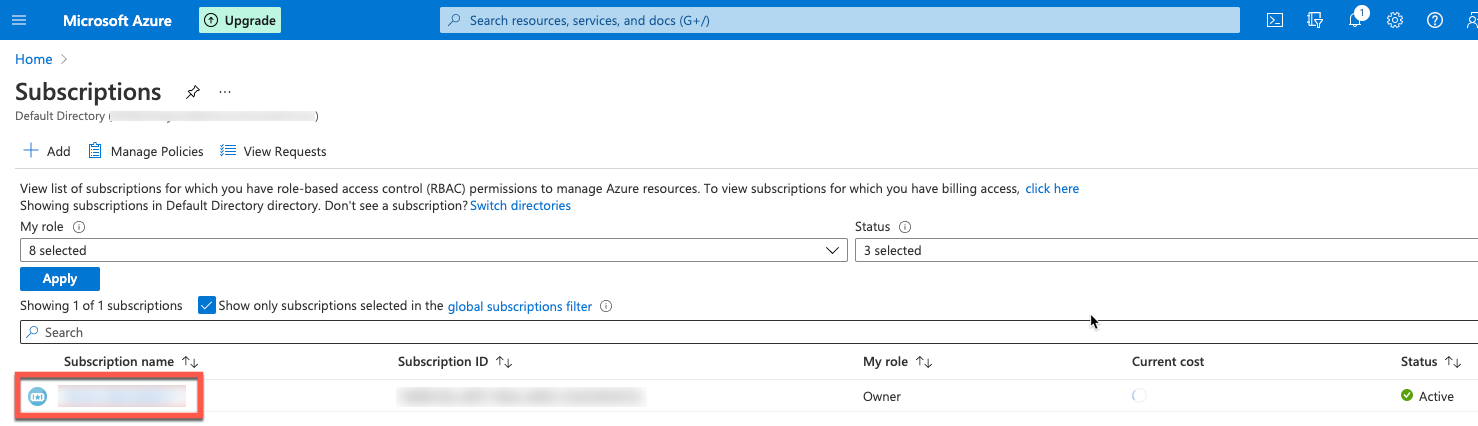 Microsoft Azure Upgrade Search resources, services, and docs (G+/) 1
Home
Subscriptions ...
Default Directory ( )
Add Manage Policies View Requests
View list of subscriptions for which you have role-based access control (RBAC) permissions to manage Azure resources. To view subscriptions for which you have billing access, click here
Showing subscriptions in Default Directory directory. Don't see a subscription? Switch directories
My role Status
8 selected 3 selected
Apply
Showing 1 of 1 subscriptions Show only subscriptions selected in the global subscriptions filter
Search
Subscription name Subscription ID My role Current cost Status
Owner Active